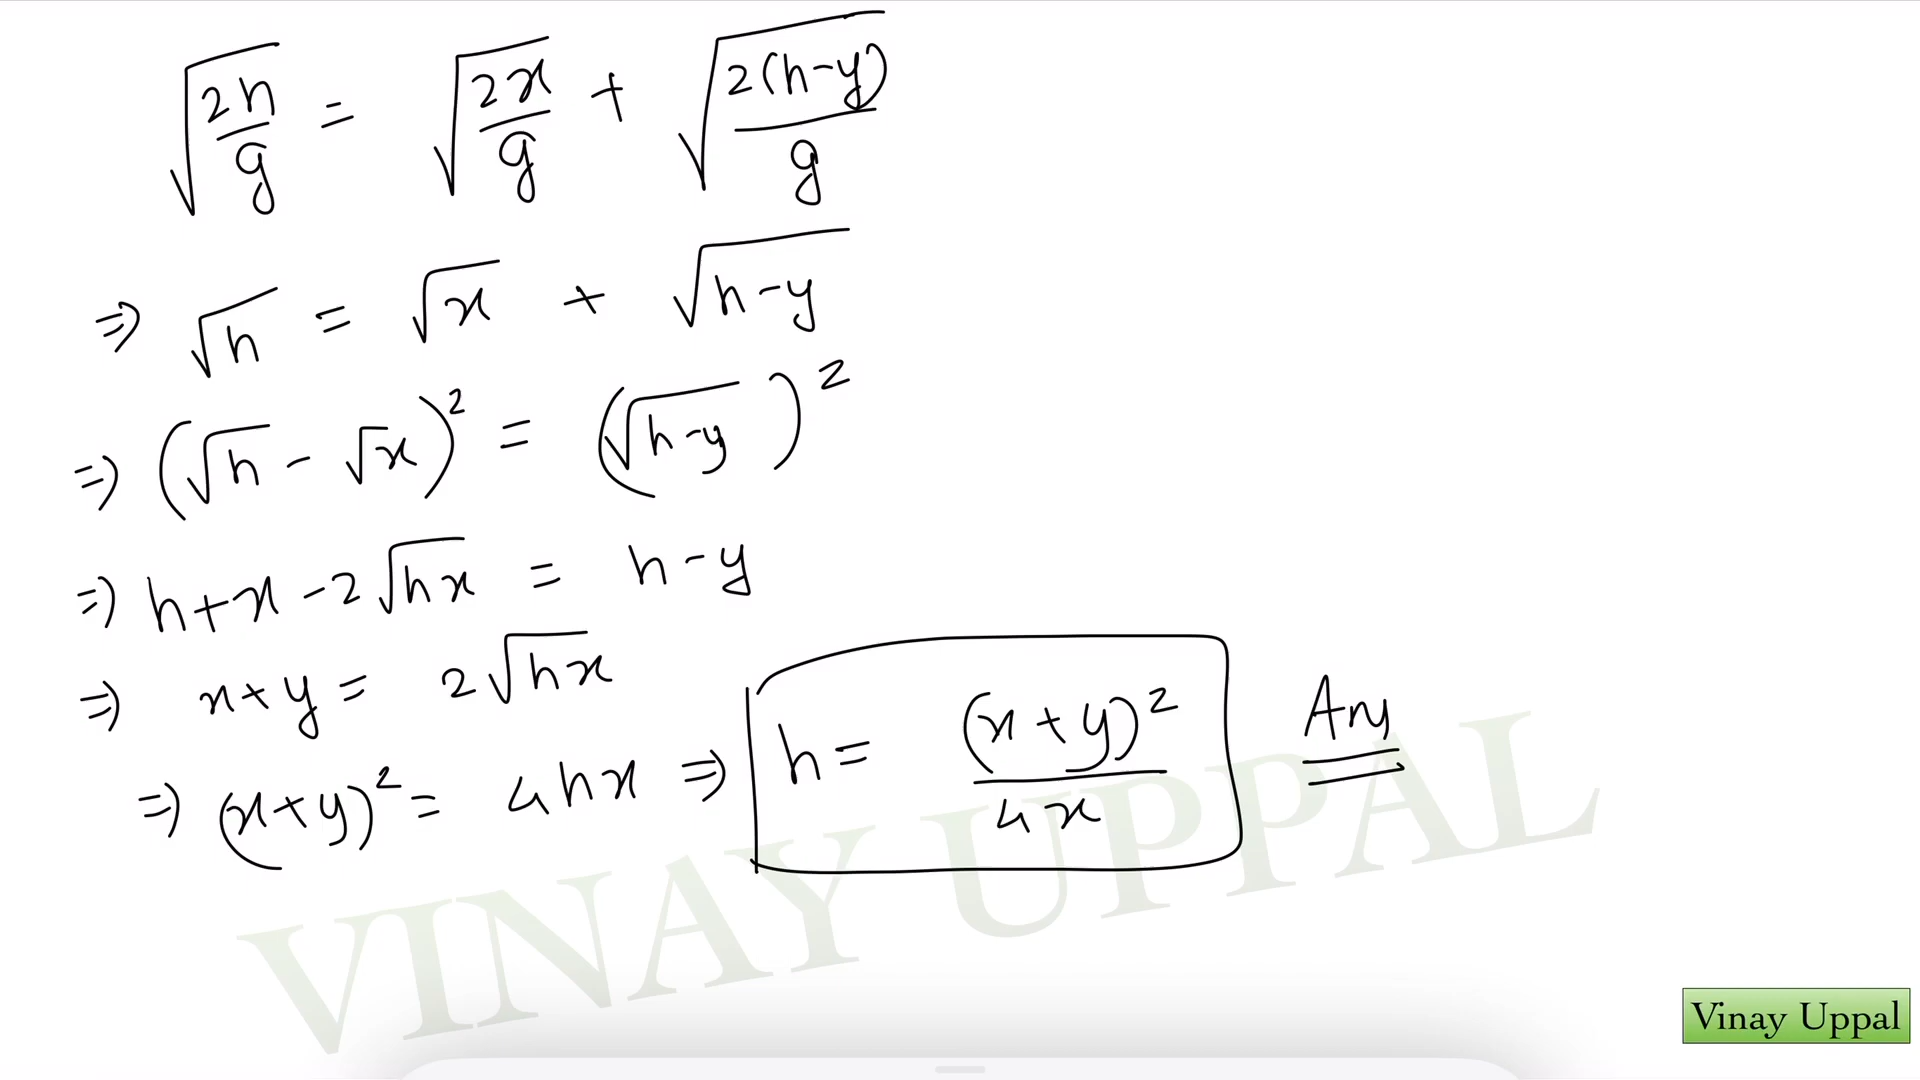 √(2h/g) = √(2x/g) + √(2(h-y)/g)
⇒ √h = √x + √(h-y)
⇒ (√h - √x)² = (√(h-y))²
⇒ h+x-2√(hx) = h-y
⇒ x+y = 2√(hx)
⇒ (x+y)² = 4hx ⇒ h = (x+y)²/4x Ans
VINAY UPPAL
Vinay Uppal